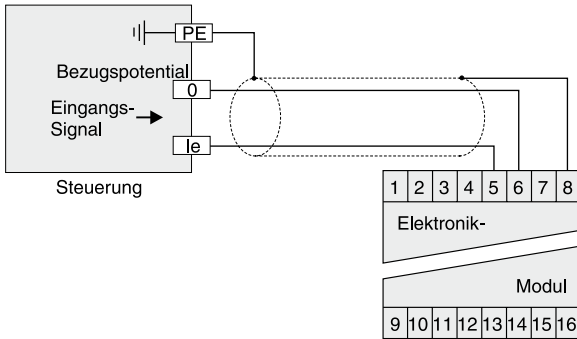 PE
Bezugspotential
0
Eingangs-
Signal
Ie
Steuerung
1 2 3 4 5 6 7 8
Elektronik-
Modul
9 10 11 12 13 14 15 16